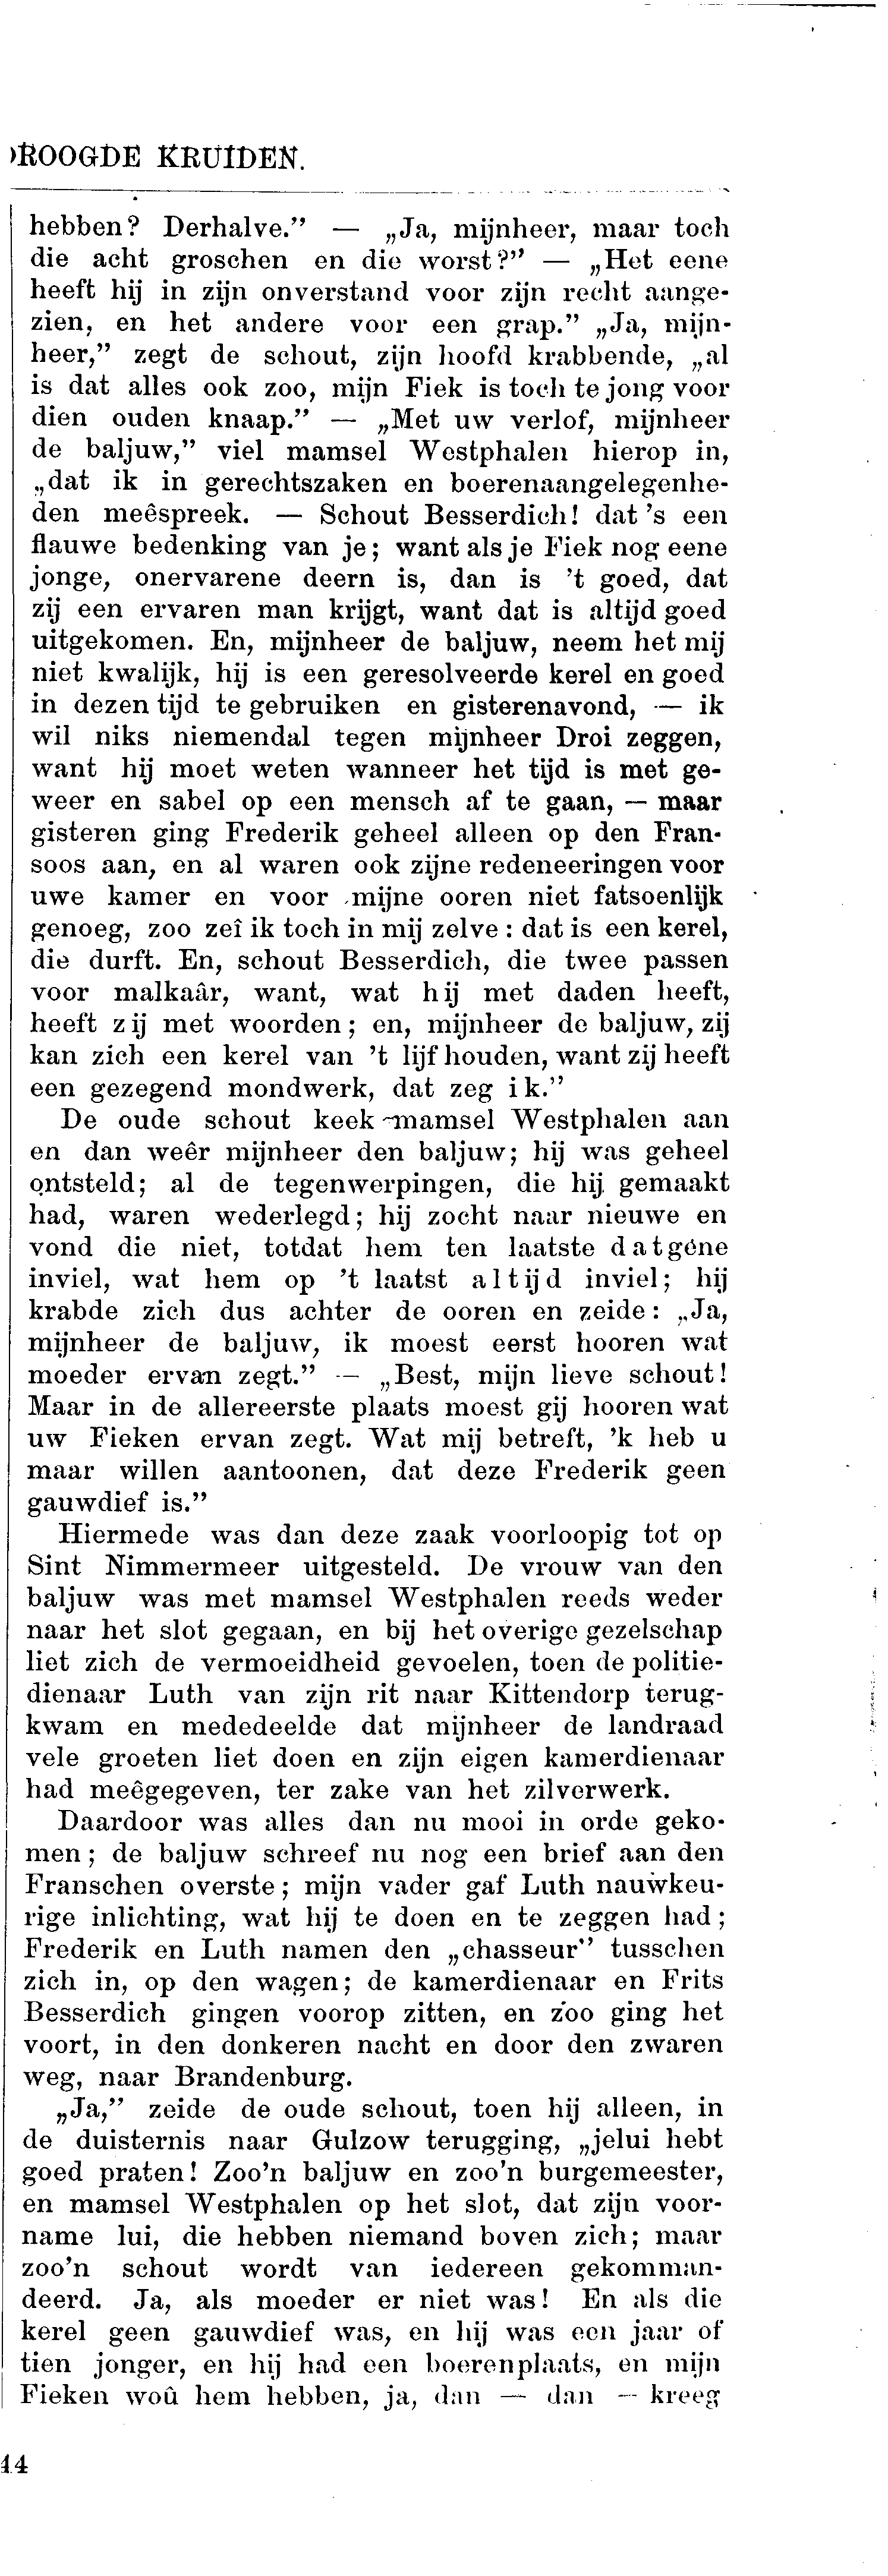 ROOGDE KRUIDEN.
hebben? Derhalve.” — „Ja, mijnheer, maar toch
die acht groschen en die worst?” — „Het eene
heeft hij in zijn onverstand voor zijn recht aange-
zien, en het andere voor een grap.” „Ja, mijn-
heer,” zegt de schout, zijn hoofd krabbende, „al
is dat alles ook zoo, mijn Fiek is toch te jong voor
dien ouden knaap.” — „Met uw verlof, mijnheer
de baljuw,” viel mamsel Westphalen hierop in,
„dat ik in gerechtszaken en boerenaangelegenhe-
den meêspreek. — Schout Besserdich! dat 's een
flauwe bedenking van je; want als je Fiek nog eene
jonge, onervarene deern is, dan is 't goed, dat
zij een ervaren man krijgt, want dat is altijd goed
uitgekomen. En, mijnheer de baljuw, neem het mij
niet kwalijk, hij is een geresolveerde kerel en goed
in dezen tijd te gebruiken en gisterenavond, — ik
wil niks niemendal tegen mijnheer Droi zeggen,
want hij moet weten wanneer het tijd is met ge-
weer en sabel op een mensch af te gaan, — maar
gisteren ging Frederik geheel alleen op den Fran-
soos aan, en al waren ook zijne redeneeringen voor
uwe kamer en voor mijne ooren niet fatsoenlijk
genoeg, zoo zeî ik toch in mij zelve: dat is een kerel,
die durft. En, schout Besserdich, die twee passen
voor malkaâr, want, wat hij met daden heeft,
heeft zij met woorden; en, mijnheer de baljuw, zij
kan zich een kerel van 't lijf houden, want zij heeft
een gezegend mondwerk, dat zeg ik.”
De oude schout keek mamsel Westphalen aan
en dan weêr mijnheer den baljuw; hij was geheel
ontsteld; al de tegenwerpingen, die hij gemaakt
had, waren wederlegd; hij zocht naar nieuwe en
vond die niet, totdat hem ten laatste datgéne
inviel, wat hem op 't laatst altijd inviel; hij
krabde zich dus achter de ooren en zeide: „Ja,
mijnheer de baljuw, ik moest eerst hooren wat
moeder ervan zegt.” — „Best, mijn lieve schout!
Maar in de allereerste plaats moest gij hooren wat
uw Fieken ervan zegt. Wat mij betreft, 'k heb u
maar willen aantoonen, dat deze Frederik geen
gauwdief is.”
Hiermede was dan deze zaak voorloopig tot op
Sint Nimmermeer uitgesteld. De vrouw van den
baljuw was met mamsel Westphalen reeds weder
naar het slot gegaan, en bij het overige gezelschap
liet zich de vermoeidheid gevoelen, toen de politie-
dienaar Luth van zijn rit naar Kittendorp terug-
kwam en mededeelde dat mijnheer de landraad
vele groeten liet doen en zijn eigen kamerdienaar
had meêgegeven, ter zake van het zilverwerk.
Daardoor was alles dan nu mooi in orde geko-
men; de baljuw schreef nu nog een brief aan den
Franschen overste; mijn vader gaf Luth nauwkeu-
rige inlichting, wat hij te doen en te zeggen had;
Frederik en Luth namen den „chasseur” tusschen
zich in, op den wagen; de kamerdienaar en Frits
Besserdich gingen voorop zitten, en zoo ging het
voort, in den donkeren nacht en door den zwaren
weg, naar Brandenburg.
„Ja,” zeide de oude schout, toen hij alleen, in
de duisternis naar Gulzow terugging, „jelui hebt
goed praten! Zoo'n baljuw en zoo'n burgemeester,
en mamsel Westphalen op het slot, dat zijn voor-
name lui, die hebben niemand boven zich; maar
zoo'n schout wordt van iedereen gekomman-
deerd. Ja, als moeder er niet was! En als die
kerel geen gauwdief was, en hij was een jaar of
tien jonger, en hij had een boerenplaats, en mijn
Fieken woû hem hebben, ja, dan — dan — kreeg
44